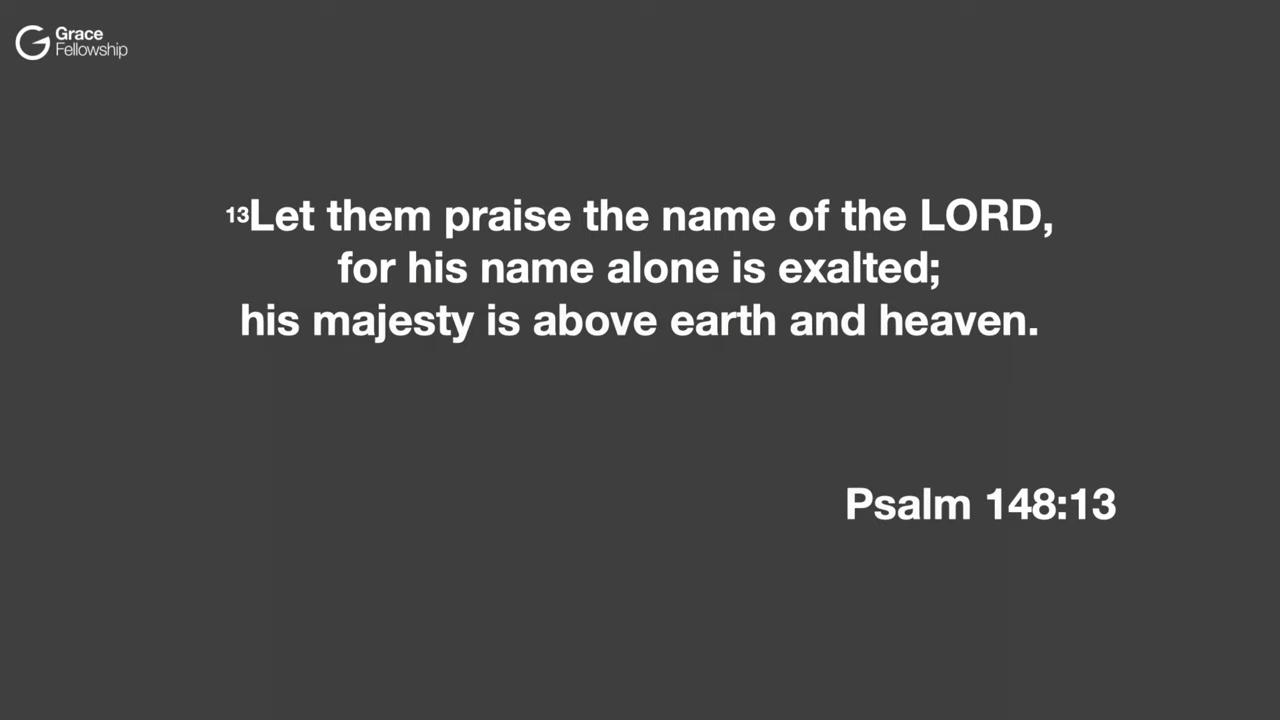 Grace
Fellowship
13Let them praise the name of the LORD,
for his name alone is exalted;
his majesty is above earth and heaven.
Psalm 148:13